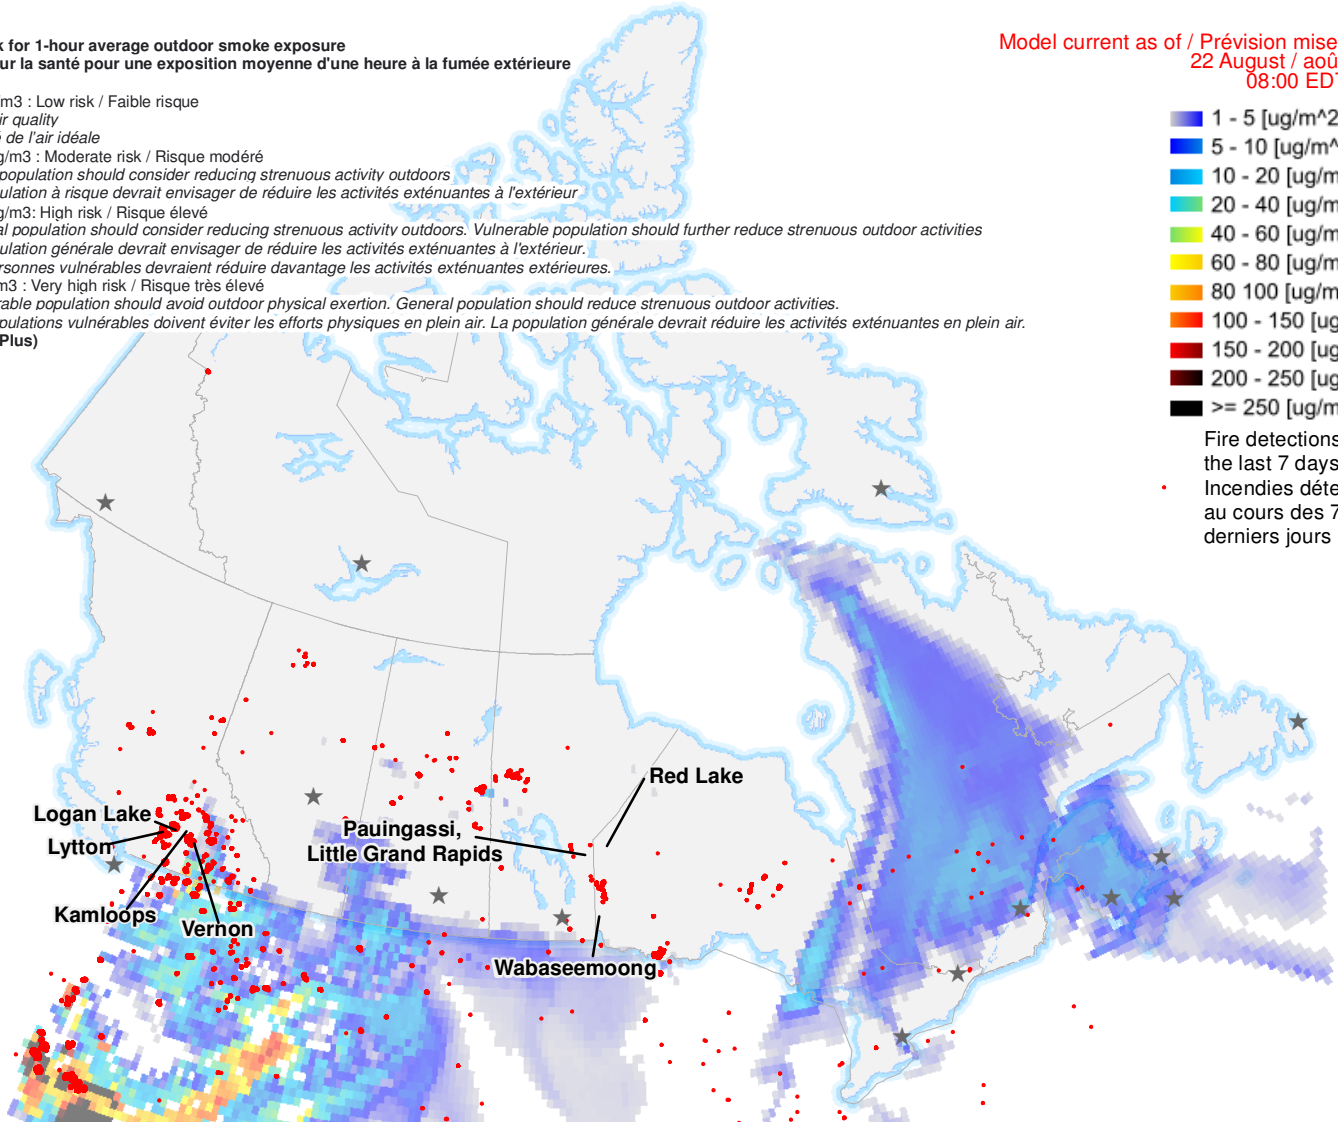 for 1-hour average outdoor smoke exposure
ur la santé pour une exposition moyenne d'une heure à la fumée extérieure
/m3 : Low risk / Faible risque
ir quality
é de l'air idéale
g/m3 : Moderate risk / Risque modéré
population should consider reducing strenuous activity outdoors
ulation à risque devrait envisager de réduire les activités exténuantes à l'extérieur
g/m3: High risk / Risque élevé
al population should consider reducing strenuous activity outdoors. Vulnerable population should further reduce strenuous outdoor activities
ulation générale devrait envisager de réduire les activités exténuantes à l'extérieur.
ersonnes vulnérables devraient réduire davantage les activités exténuantes extérieures.
m3 : Very high risk / Risque très élevé
rable population should avoid outdoor physical exertion. General population should reduce strenuous outdoor activities.
pulations vulnérables doivent éviter les efforts physiques en plein air. La population générale devrait réduire les activités exténuantes en plein air.
Plus)
Model current as of / Prévision mise
22 August / aoû
08:00 EDT
1 - 5 [ug/m^2
5 - 10 [ug/m^
10 - 20 [ug/m
20 - 40 [ug/m
40 - 60 [ug/m
60 - 80 [ug/m
80 100 [ug/m
100 - 150 [ug
150 - 200 [ug
200 - 250 [ug
>= 250 [ug/m
Fire detections
the last 7 days
Incendies déte
au cours des 7
derniers jours
Red Lake
Logan Lake
Pauingassi,
Little Grand Rapids
Lytton
Kamloops
Vernon
Wabaseemoong